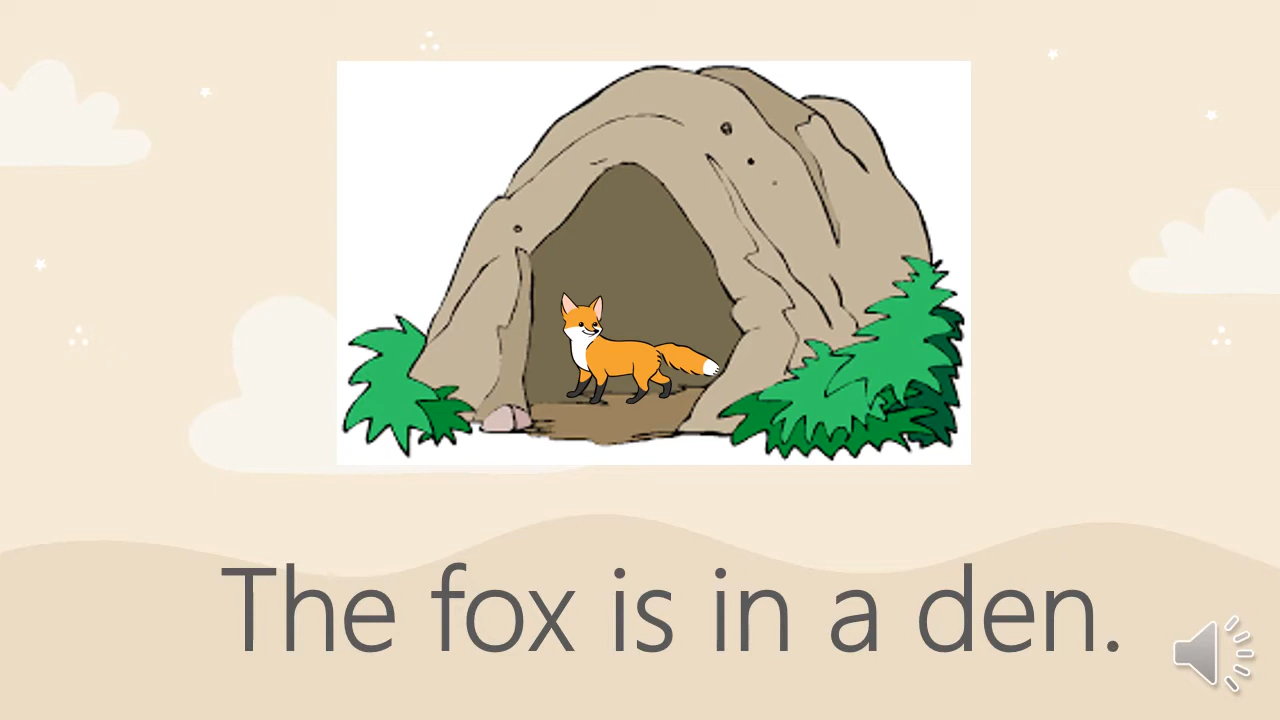 The fox is in a den.